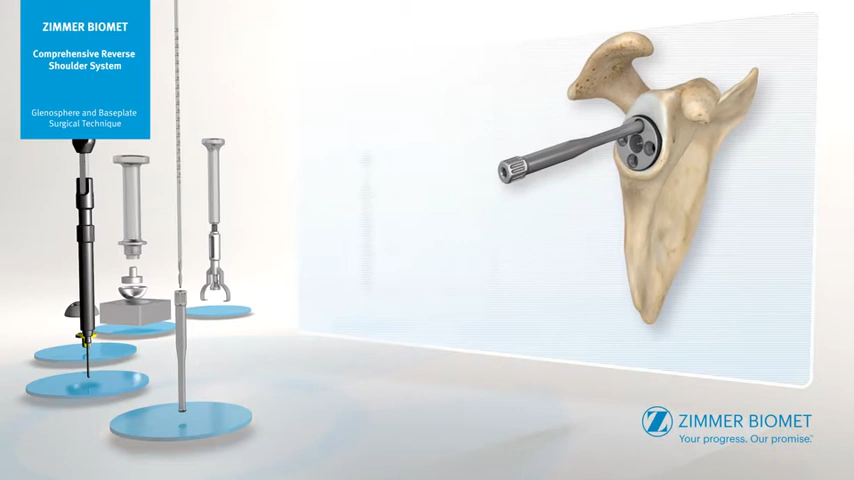 ZIMMER BIOMET
Comprehensive Reverse
Shoulder System
Glenosphere and Baseplate
Surgical Technique
ZIMMER BIOMET
Your progress. Our promise.